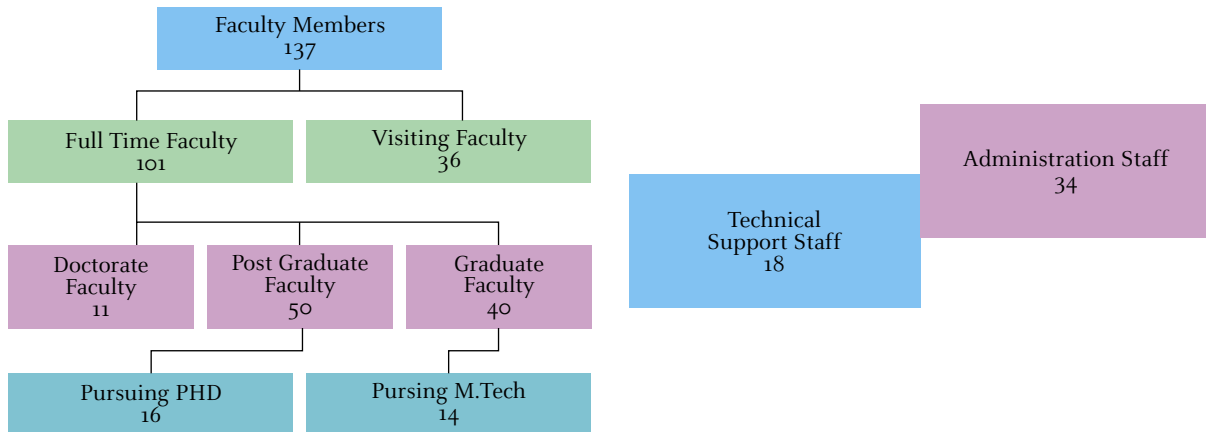 Faculty Members
137
Full Time Faculty
101
Visiting Faculty
36
Administration Staff
34
Technical
Support Staff
18
Doctorate
Faculty
11
Post Graduate
Faculty
50
Graduate
Faculty
40
Pursuing PHD
16
Pursing M.Tech
14